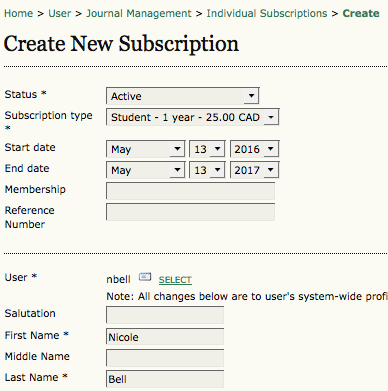 Home > User > Journal Management > Individual Subscriptions > Create
Create New Subscription
Status * Active
Subscription type Student - 1 year - 25.00 CAD
*
Start date May 13 2016
End date May 13 2017
Membership
Reference
Number
User * nbell SELECT
Note: All changes below are to user's system-wide profi
Salutation
First Name * Nicole
Middle Name
Last Name * Bell